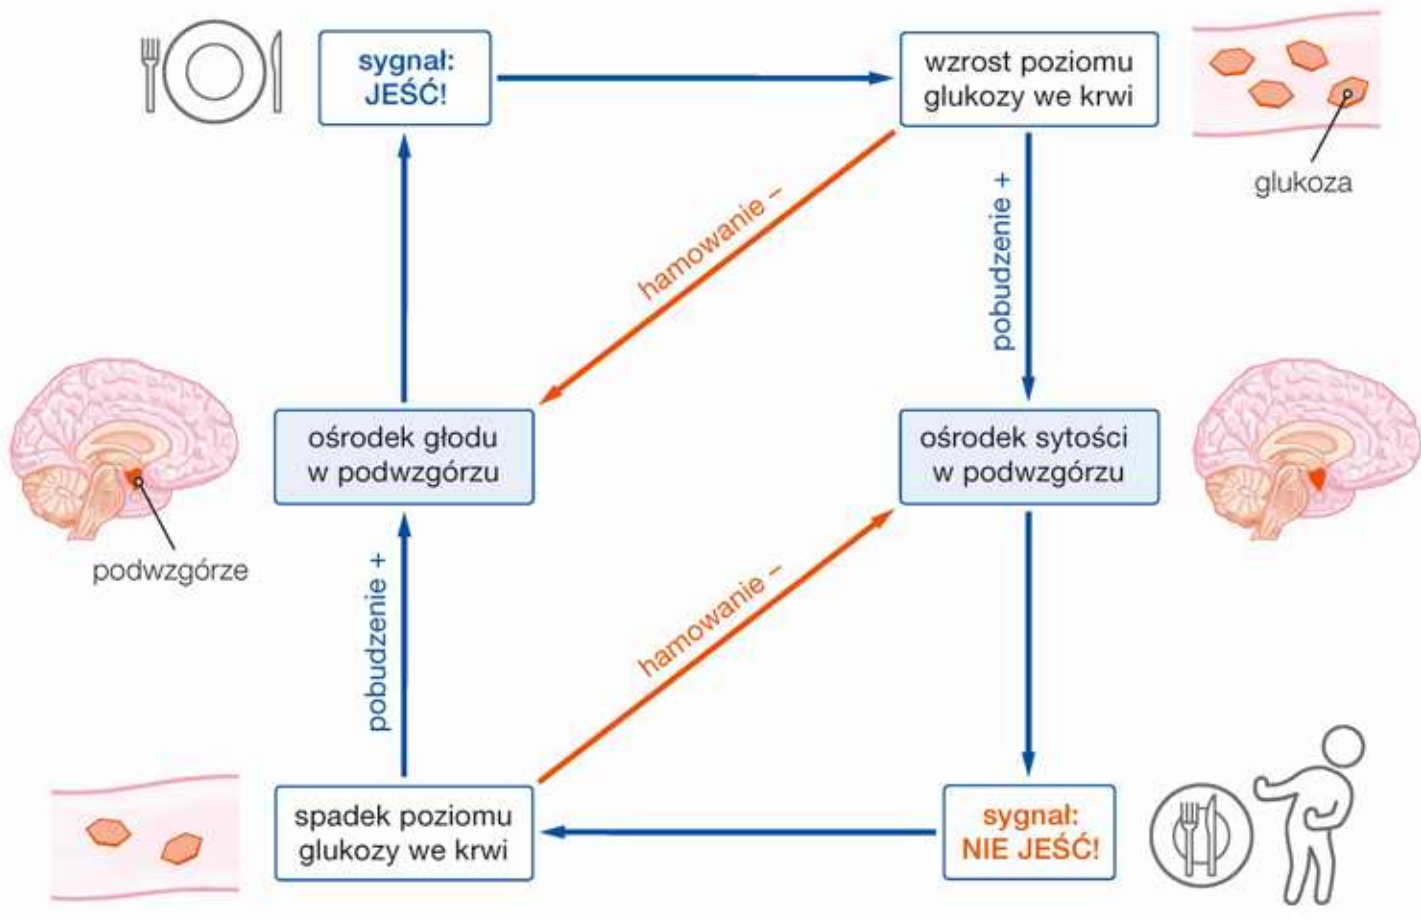 sygnał:
JEŚĆ!
wzrost poziomu
glukozy we krwi
glukoza
hamowanie –
pobudzenie +
ośrodek głodu
w podwzgórzu
ośrodek sytości
w podwzgórzu
podwzgórze
pobudzenie +
hamowanie –
spadek poziomu
glukozy we krwi
sygnał:
NIE JEŚĆ!